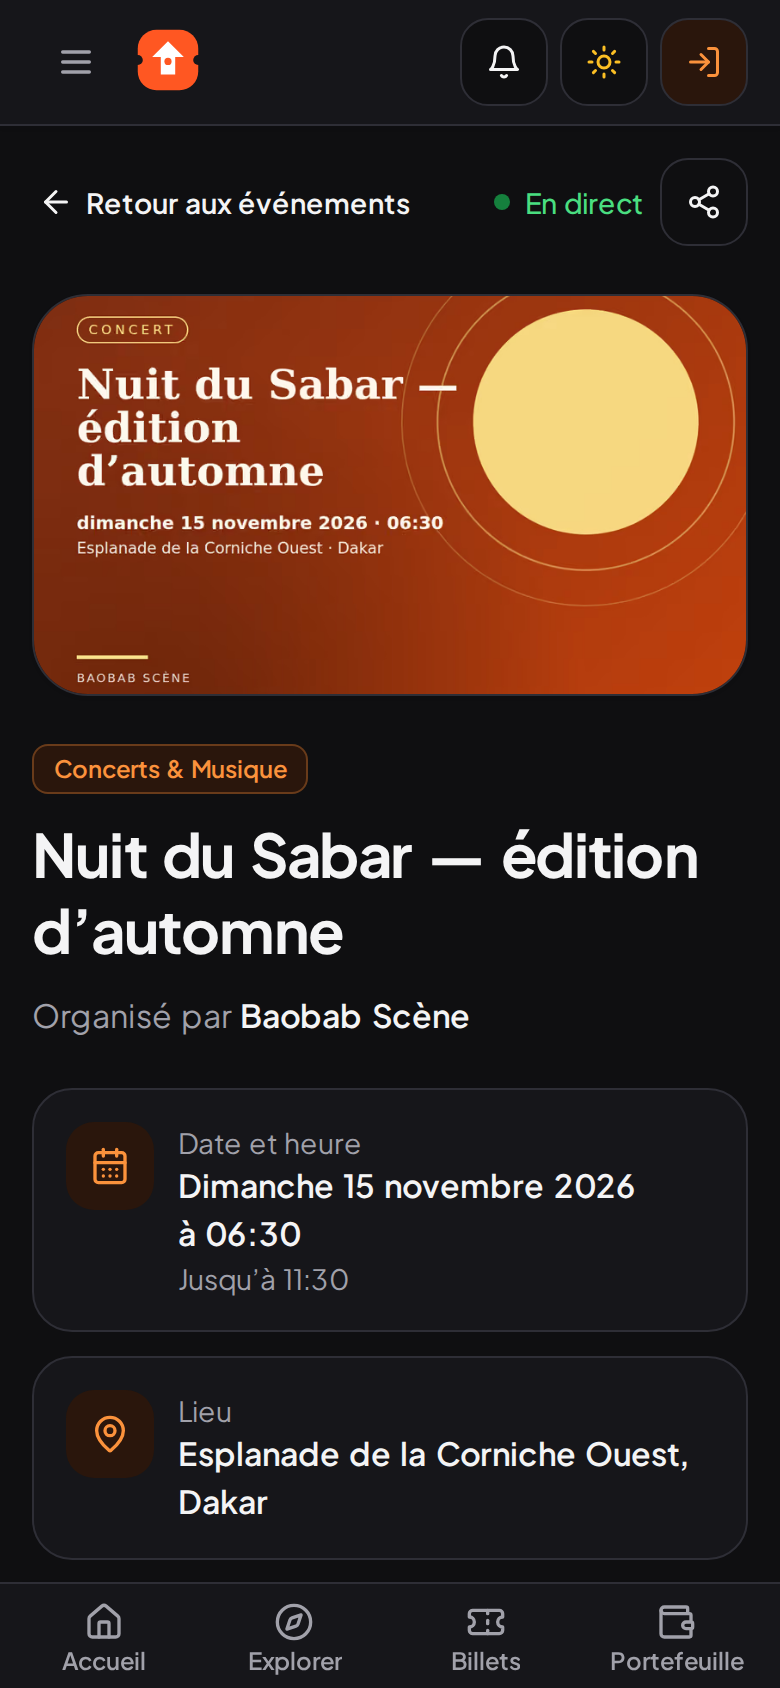 Retour aux événements
En direct
CONCERT
Nuit du Sabar —
édition
d’automne
dimanche 15 novembre 2026 · 06:30
Esplanade de la Corniche Ouest · Dakar
BAOBAB SCÈNE
Concerts & Musique
Nuit du Sabar — édition
d’automne
Organisé par Baobab Scène
Date et heure
Dimanche 15 novembre 2026
à 06:30
Jusqu’à 11:30
Lieu
Esplanade de la Corniche Ouest,
Dakar
Accueil
Explorer
Billets
Portefeuille